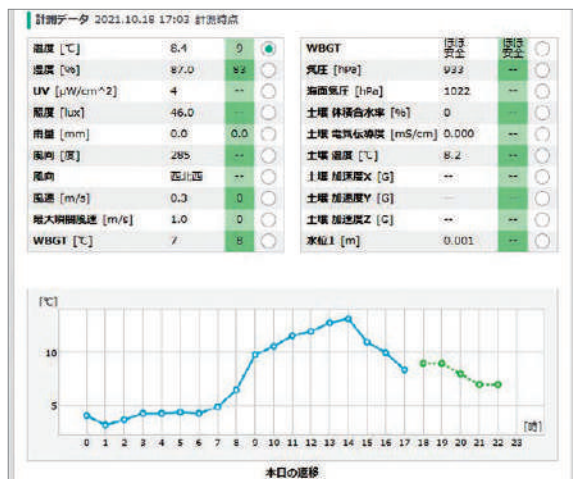 計測データ 2021.10.18 17:03 計測時点
温度 [℃] 8.4 9
湿度 [%] 87.0 83
UV [μW/cm^2] 4 --
照度 [lux] 46.0 --
雨量 [mm] 0.0 0.0
風向 [度] 285 --
風向 西北西 --
風速 [m/s] 0.3 0
最大瞬間風速 [m/s] 1.0 0
WBGT [℃] 7 8
WBGT ほぼ安全 ほぼ安全
気圧 [hPa] 933 --
海面気圧 [hPa] 1022 --
土壌 体積含水率 [%] 0 --
土壌 電気伝導度 [mS/cm] 0.000 --
土壌 温度 [℃] 8.2 --
土壌 加速度X [G] -- --
土壌 加速度Y [G] -- --
土壌 加速度Z [G] -- --
水位1 [m] 0.001 --
[℃]
10
5
[時]
0 1 2 3 4 5 6 7 8 9 10 11 12 13 14 15 16 17 18 19 20 21 22 23
本日の遷移